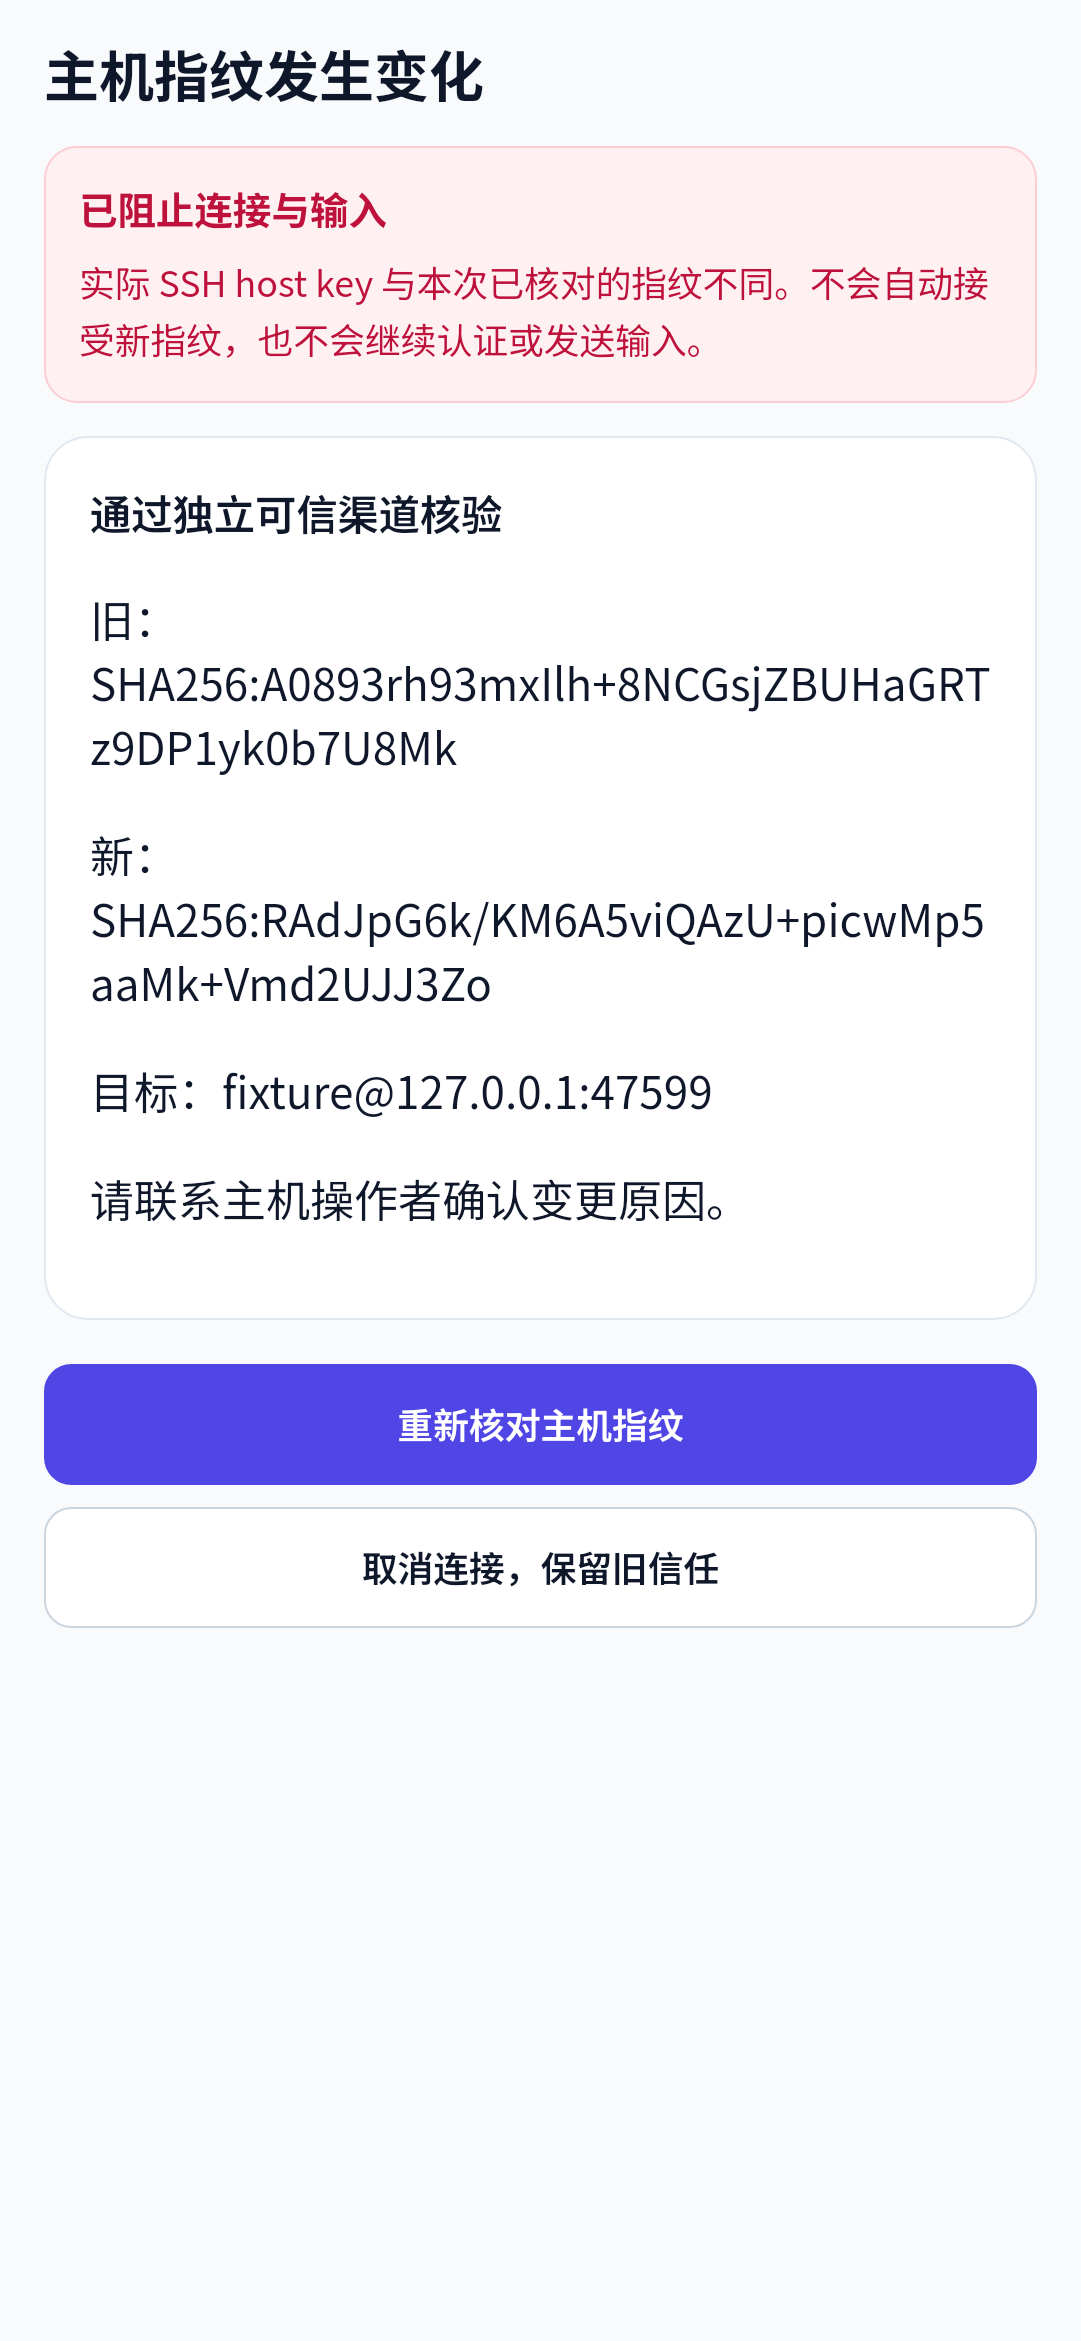 主机指纹发生变化
已阻止连接与输入
实际 SSH host key 与本次已核对的指纹不同。不会自动接
受新指纹，也不会继续认证或发送输入。
通过独立可信渠道核验
旧：
SHA256:A0893rh93mxIlh+8NCGsjZBUHaGRT
z9DP1yk0b7U8Mk
新：
SHA256:RAdJpG6k/KM6A5viQAzU+picwMp5
aaMk+Vmd2UJJ3Zo
目标：fixture@127.0.0.1:47599
请联系主机操作者确认变更原因。
重新核对主机指纹
取消连接，保留旧信任